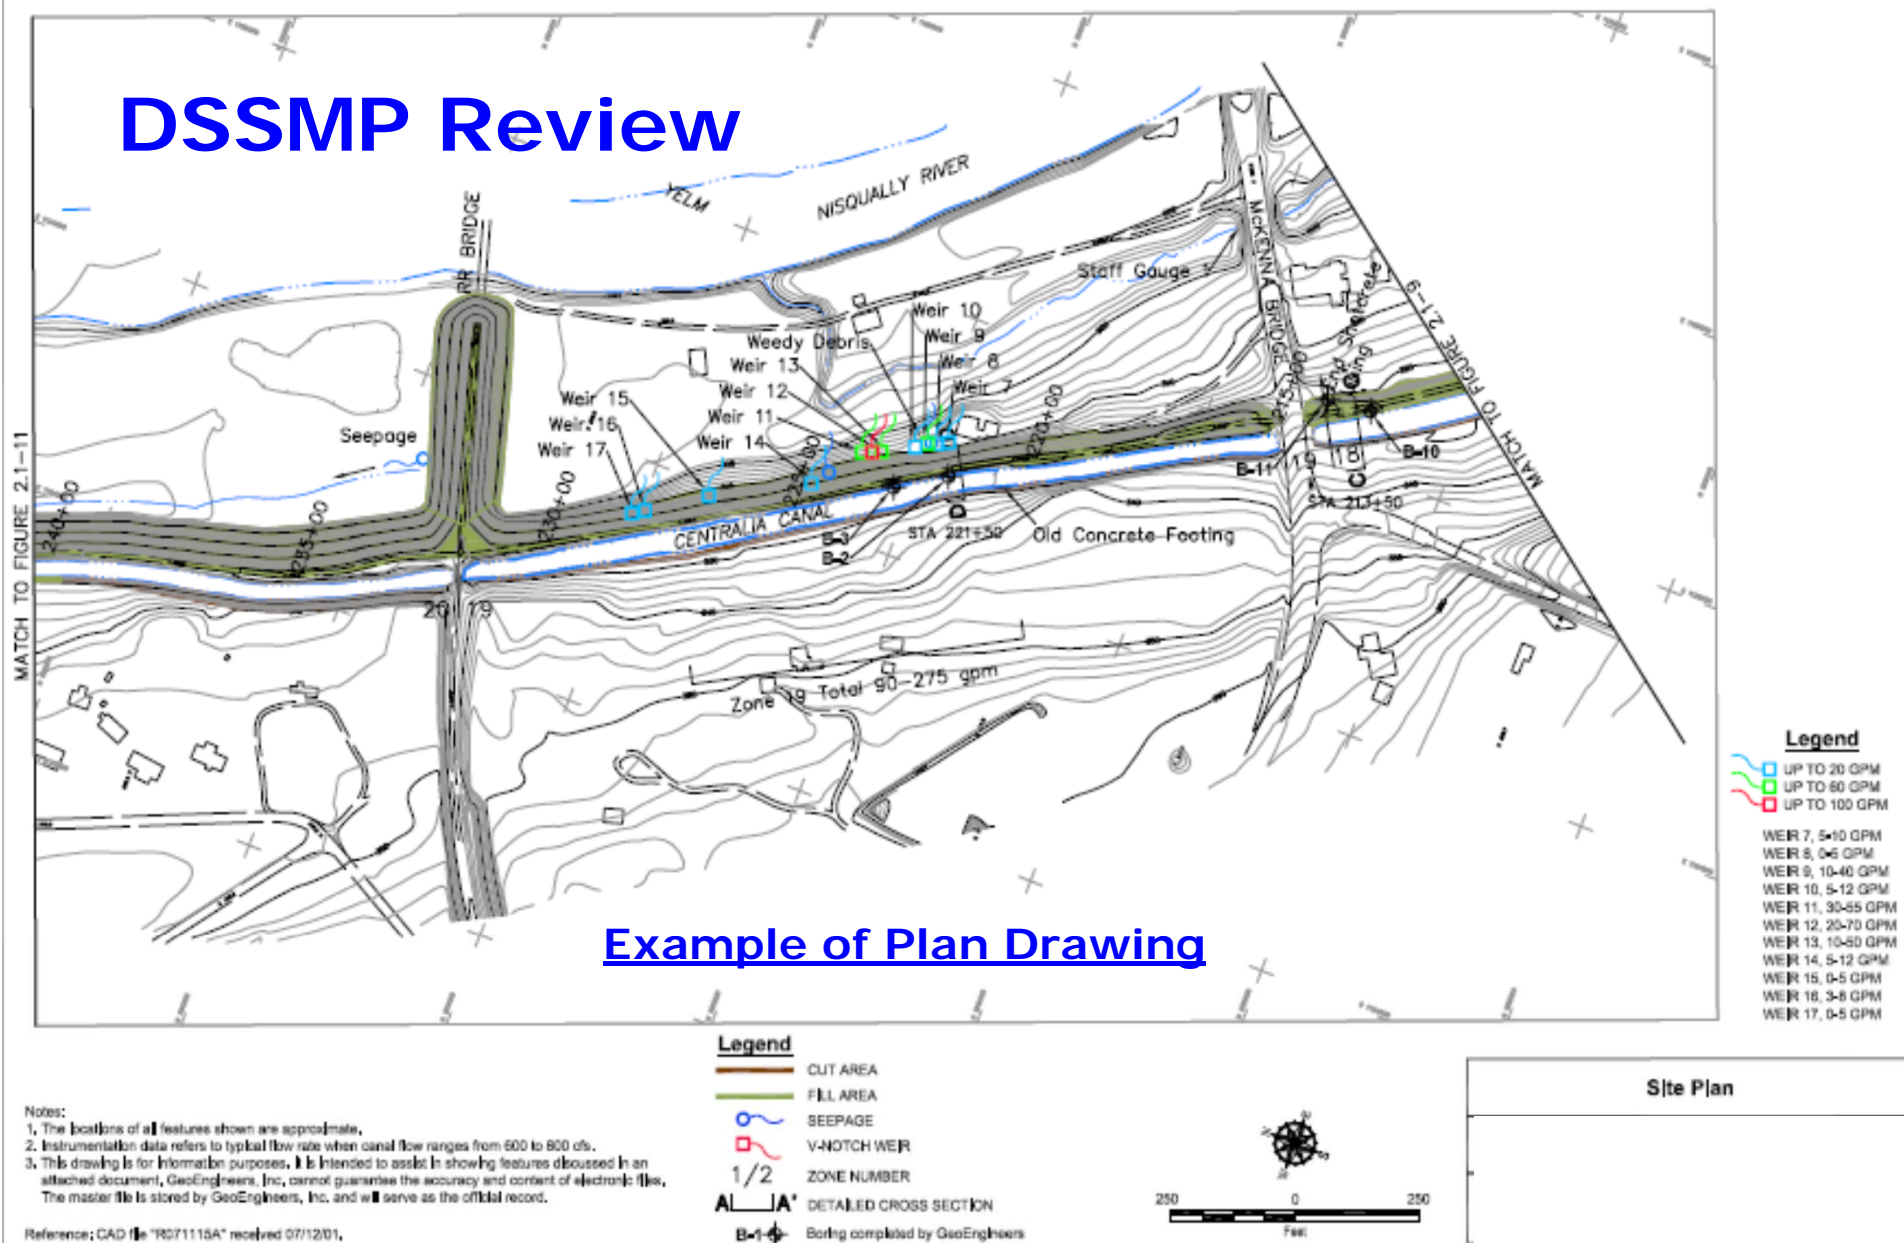 DSSMP Review
YELM
NISQUALLY RIVER
RR BRIDGE
McKENNA BRIDGE
Staff Gauge 1
Weir 10
Weir 9
Weedy Debris
Weir 8
Weir 13
Weir 7
Weir 12
Weir 15
Weir 11
Weir 16
Weir 14
Weir 17
Seepage
End Shotcrete
MATCH TO FIGURE 2.1-9
MATCH TO FIGURE 2.1-11
240+00
235+00
230+00
224+00
220+00
215+00
CENTRALIA CANAL
B-3
B-2
D
STA 221+50
Old Concrete Footing
B-11
19
18
C
B-10
STA 213+50
20
19
Zone 19 Total 90-275 gpm
Example of Plan Drawing
Legend
UP TO 20 GPM
UP TO 60 GPM
UP TO 100 GPM
WEIR 7, 5-10 GPM
WEIR 8, 0-5 GPM
WEIR 9, 10-40 GPM
WEIR 10, 5-12 GPM
WEIR 11, 30-55 GPM
WEIR 12, 20-70 GPM
WEIR 13, 10-50 GPM
WEIR 14, 5-12 GPM
WEIR 15, 0-5 GPM
WEIR 16, 3-8 GPM
WEIR 17, 0-5 GPM
Legend
CUT AREA
FILL AREA
SEEPAGE
V-NOTCH WEIR
1/2 ZONE NUMBER
A A' DETAILED CROSS SECTION
B-1 Boring completed by GeoEngineers
Notes:
1. The locations of all features shown are approximate.
2. Instrumentation data refers to typical flow rate when canal flow ranges from 600 to 800 cfs.
3. This drawing is for information purposes. It is intended to assist in showing features discussed in an
attached document. GeoEngineers, Inc. cannot guarantee the accuracy and content of electronic files.
The master file is stored by GeoEngineers, Inc. and will serve as the official record.
Reference: CAD file "R071115A" received 07/12/01.
250 0 250
Feet
Site Plan